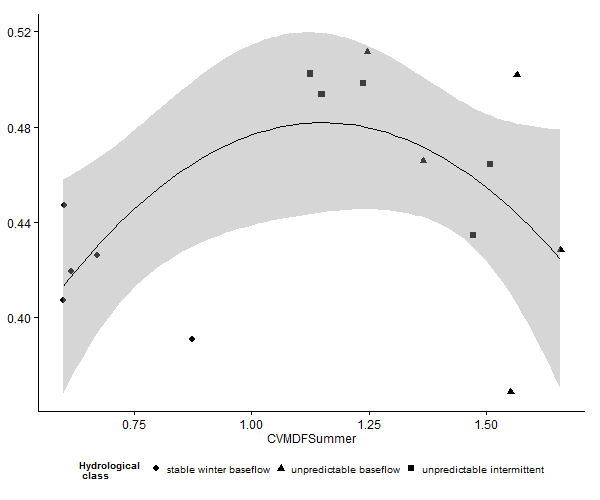 0.52
0.48
0.44
0.40
0.75 1.00 1.25 1.50
CVMDFSummer
Hydrological
class
stable winter baseflow unpredictable baseflow unpredictable intermittent